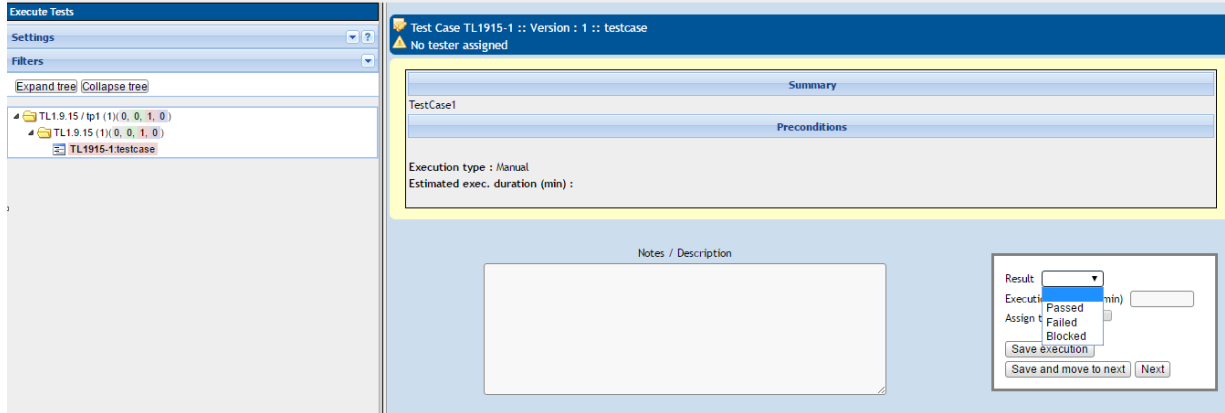 Execute Tests
Settings
?
Filters
Expand tree Collapse tree
TL1.9.15 / tp1 (1)( 0, 0, 1, 0 )
TL1.9.15 (1)( 0, 0, 1, 0 )
TL1915-1:testcase
Test Case TL1915-1 :: Version : 1 :: testcase
No tester assigned
Summary
TestCase1
Preconditions
Execution type : Manual
Estimated exec. duration (min) :
Notes / Description
Result
Passed
Failed
Blocked
Save execution
Save and move to next Next